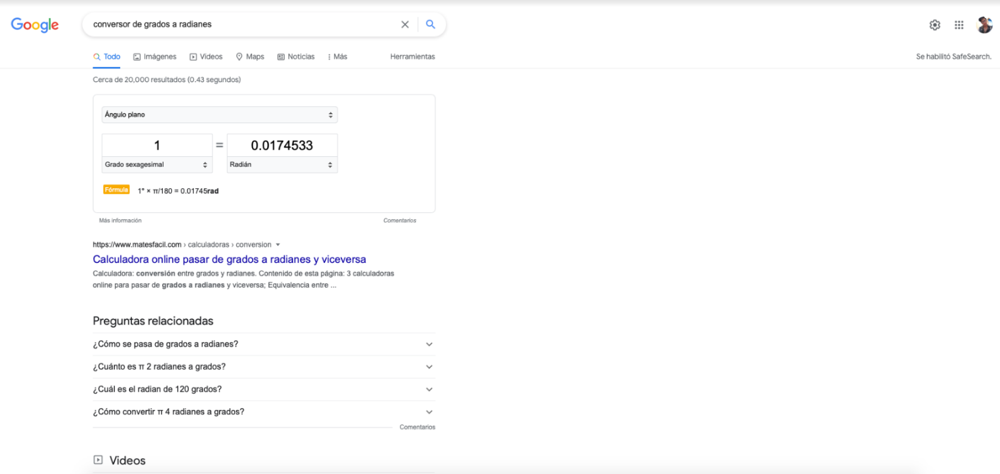 Google
conversor de grados a radianes
Todo Imágenes Videos Maps Noticias Más Herramientas Se habilitó SafeSearch.
Cerca de 20,000 resultados (0.43 segundos)
Ángulo plano
1 = 0.0174533
Grado sexagesimal Radián
Fórmula 1° × π/180 = 0.01745rad
Más información Comentarios
https://www.matesfacil.com › calculadoras › conversion
Calculadora online pasar de grados a radianes y viceversa
Calculadora: conversión entre grados y radianes. Contenido de esta página: 3 calculadoras
online para pasar de grados a radianes y viceversa; Equivalencia entre ...
Preguntas relacionadas
¿Cómo se pasa de grados a radianes?
¿Cuánto es π 2 radianes a grados?
¿Cuál es el radian de 120 grados?
¿Cómo convertir π 4 radianes a grados?
Comentarios
Videos